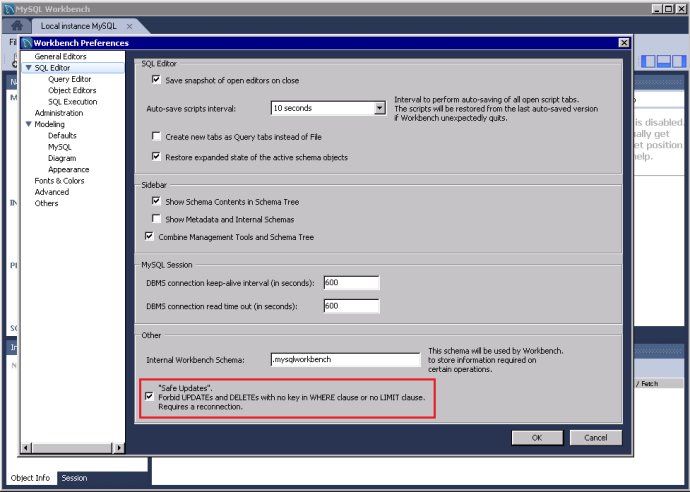 MySQL Workbench
Local instance MySQL
Workbench Preferences
General Editors
SQL Editor
Query Editor
Object Editors
SQL Execution
Administration
Modeling
Defaults
MySQL
Diagram
Appearance
Fonts & Colors
Advanced
Others
SQL Editor
Save snapshot of open editors on close
Auto-save scripts interval:
10 seconds
Interval to perform auto-saving of all open script tabs.
The scripts will be restored from the last auto-saved version
if Workbench unexpectedly quits.
Create new tabs as Query tabs instead of File
Restore expanded state of the active schema objects
Sidebar
Show Schema Contents in Schema Tree
Show Metadata and Internal Schemas
Combine Management Tools and Schema Tree
MySQL Session
DBMS connection keep-alive interval (in seconds):
600
DBMS connection read time out (in seconds):
600
Other
Internal Workbench Schema:
.mysqlworkbench
This schema will be used by Workbench.
to store information required on
certain operations.
"Safe Updates".
Forbid UPDATEs and DELETEs with no key in WHERE clause or no LIMIT clause.
Requires a reconnection.
OK
Cancel
is disabled.
ally get
et position
help.
/ Fetch
Object Info
Session